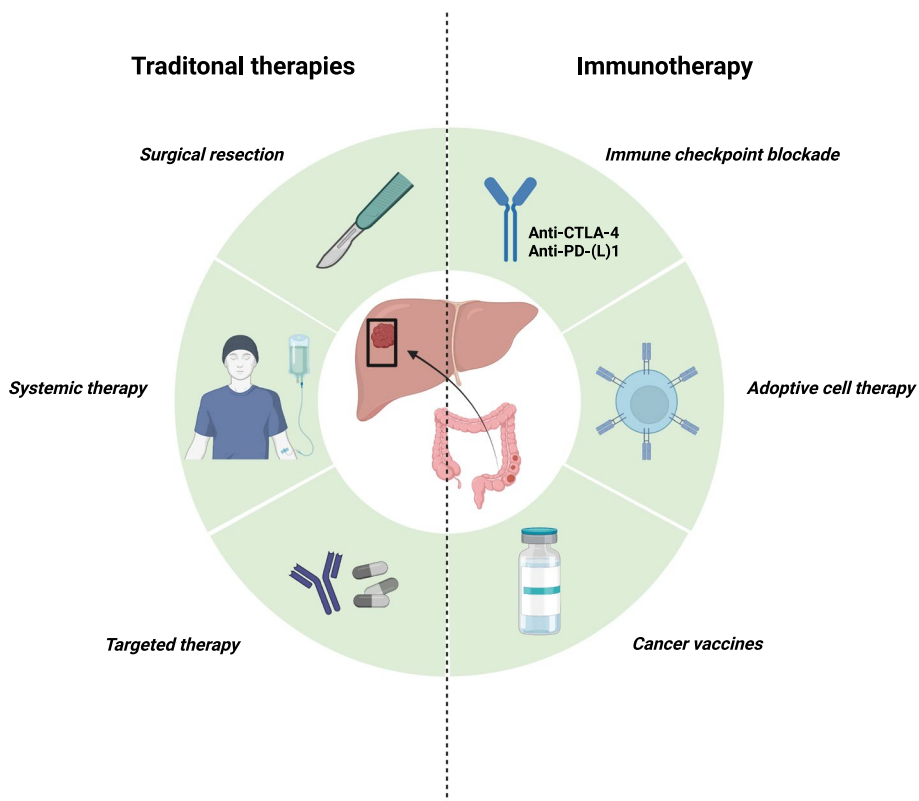 Traditonal therapies
Immunotherapy
Surgical resection
Immune checkpoint blockade
Anti-CTLA-4
Anti-PD-(L)1
Systemic therapy
Adoptive cell therapy
Targeted therapy
Cancer vaccines